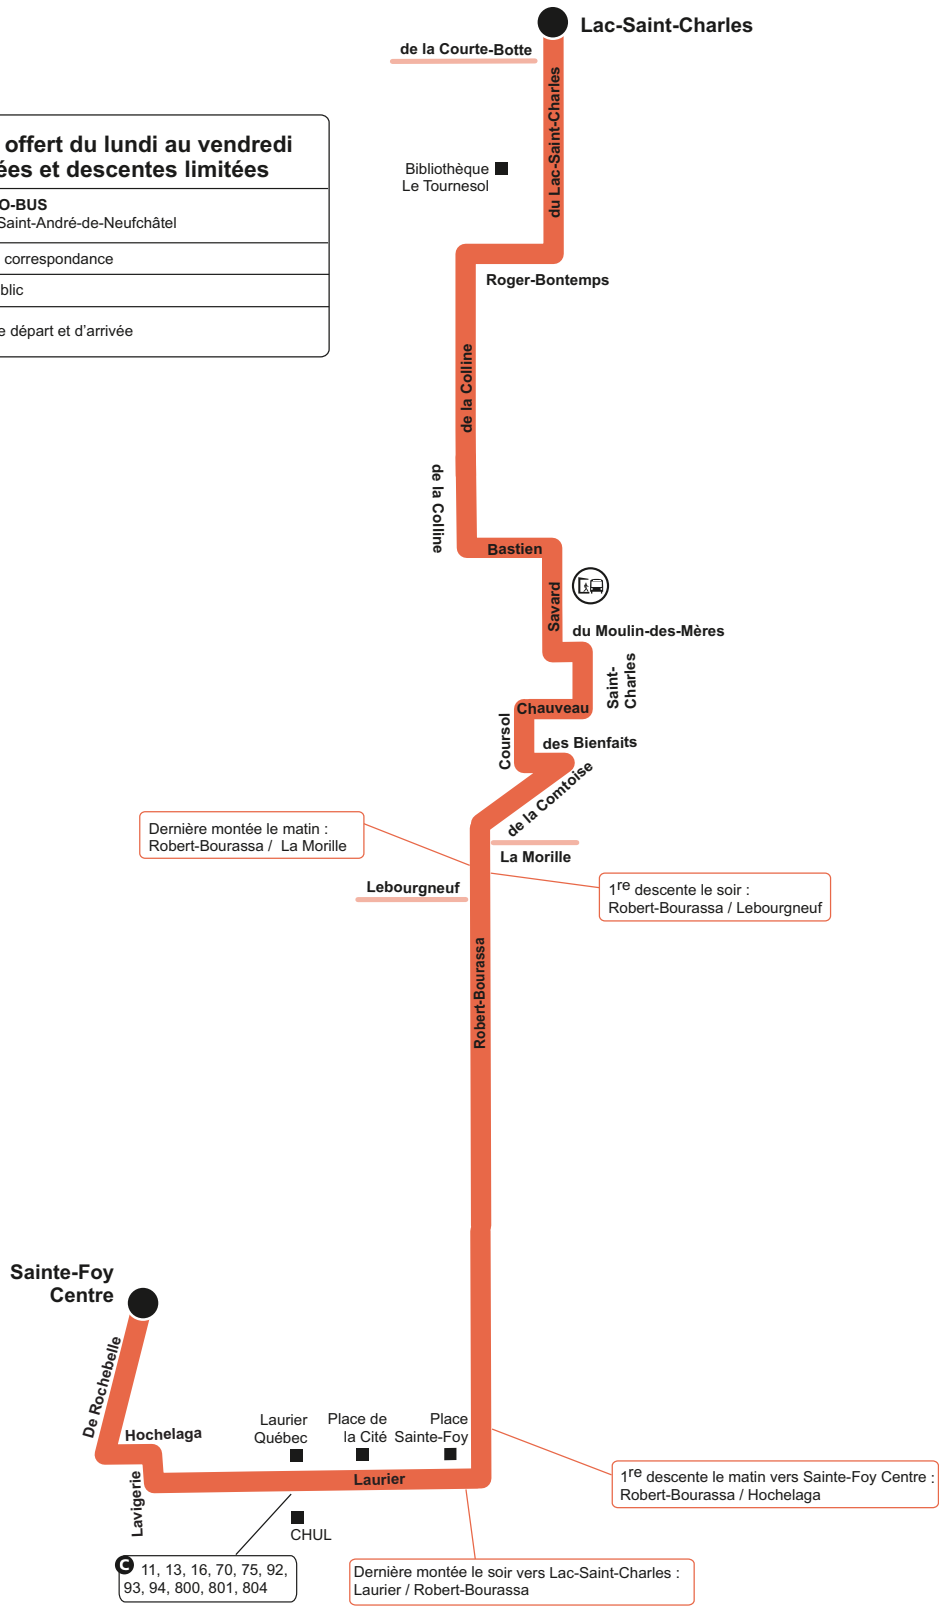 Lac-Saint-Charles
de la Courte-Botte
du Lac-Saint-Charles
offert du lundi au vendredi
ées et descentes limitées
O-BUS
Saint-André-de-Neufchâtel
correspondance
blic
e départ et d'arrivée
Bibliothèque
Le Tournesol
Roger-Bontemps
de la Colline
de la Colline
Bastien
Savard
du Moulin-des-Mères
Saint-
Charles
Chauveau
Coursol
des Bienfaits
de la Comtoise
Dernière montée le matin :
Robert-Bourassa / La Morille
La Morille
Lebourgneuf
1re descente le soir :
Robert-Bourassa / Lebourgneuf
Robert-Bourassa
Sainte-Foy
Centre
De Rochebelle
Hochelaga
Lavigerie
Laurier
Québec
Place de
la Cité
Place
Sainte-Foy
Laurier
CHUL
1re descente le matin vers Sainte-Foy Centre :
Robert-Bourassa / Hochelaga
C 11, 13, 16, 70, 75, 92,
93, 94, 800, 801, 804
Dernière montée le soir vers Lac-Saint-Charles :
Laurier / Robert-Bourassa